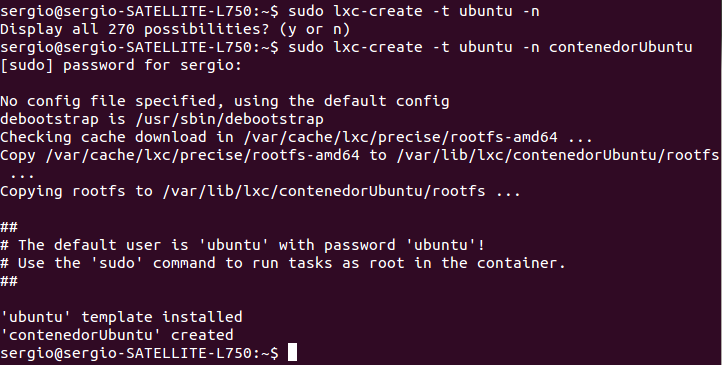 sergio@sergio-SATELLITE-L750:~$ sudo lxc-create -t ubuntu -n
Display all 270 possibilities? (y or n)
sergio@sergio-SATELLITE-L750:~$ sudo lxc-create -t ubuntu -n contenedorUbuntu
[sudo] password for sergio:
No config file specified, using the default config
debootstrap is /usr/sbin/debootstrap
Checking cache download in /var/cache/lxc/precise/rootfs-amd64 ...
Copy /var/cache/lxc/precise/rootfs-amd64 to /var/lib/lxc/contenedorUbuntu/rootfs
...
Copying rootfs to /var/lib/lxc/contenedorUbuntu/rootfs ...
##
# The default user is 'ubuntu' with password 'ubuntu'!
# Use the 'sudo' command to run tasks as root in the container.
##
'ubuntu' template installed
'contenedorUbuntu' created
sergio@sergio-SATELLITE-L750:~$